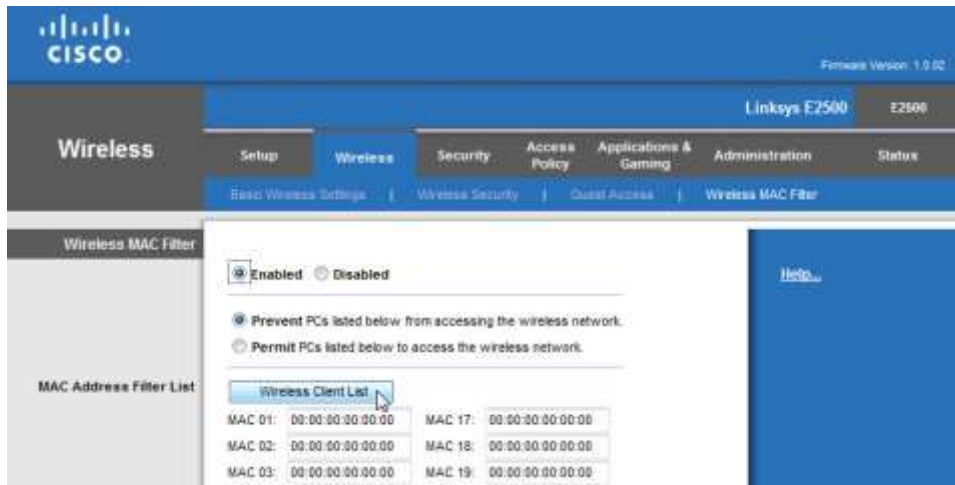 CISCO
Firmware Version: 1.0.02
Linksys E2500 E2500
Wireless
Setup Wireless Security Access Policy Applications & Gaming Administration Status
Basic Wireless Settings | Wireless Security | Guest Access | Wireless MAC Filter
Wireless MAC Filter
Enabled Disabled
Help...
Prevent PCs listed below from accessing the wireless network.
Permit PCs listed below to access the wireless network.
MAC Address Filter List
Wireless Client List
MAC 01: 00:00:00:00:00:00 MAC 17: 00:00:00:00:00:00
MAC 02: 00:00:00:00:00:00 MAC 18: 00:00:00:00:00:00
MAC 03: 00:00:00:00:00:00 MAC 19: 00:00:00:00:00:00